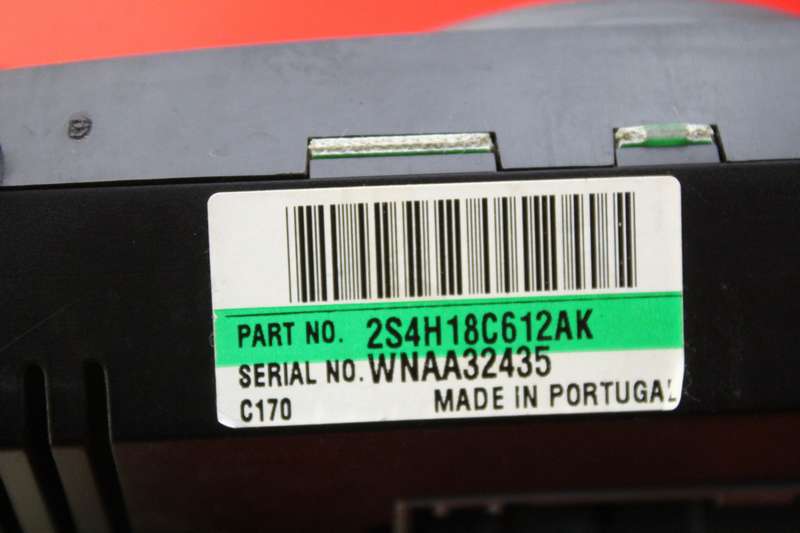 PART NO. 2S4H18C612AK
SERIAL NO. WNAA32435
C170 MADE IN PORTUGAL